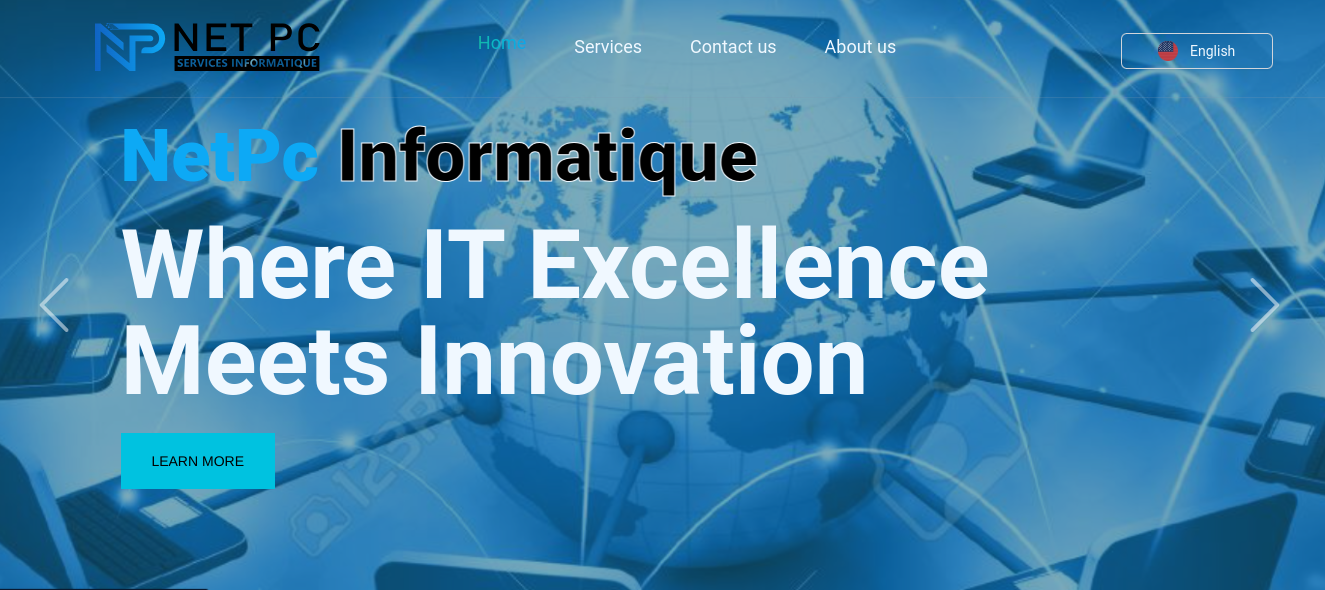 NET PC
SERVICES INFORMATIQUE
Home
Services
Contact us
About us
English
NetPc Informatique
Where IT Excellence
Meets Innovation
LEARN MORE